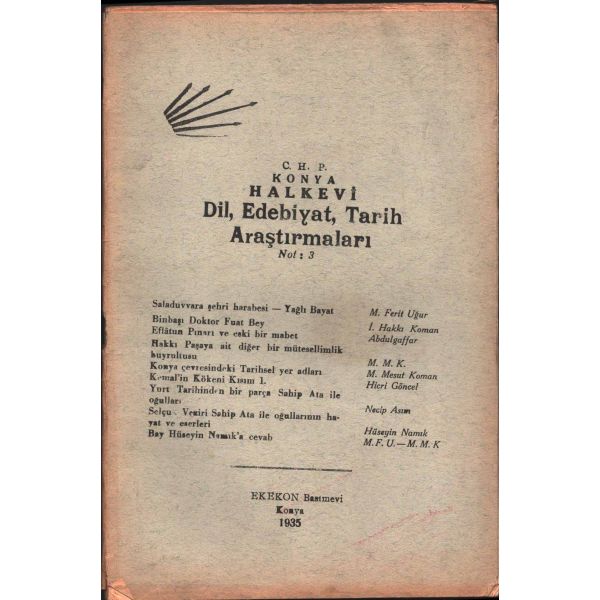 C. H. P.
KONYA
HALKEVİ
Dil, Edebiyat, Tarih
Araştırmaları
Not : 3
Saladuvvara şehri harabesi — Yağlı Bayat M. Ferit Uğur
Binbaşı Doktor Fuat Bey İ. Hakkı Koman
Eflâtun Pınarı ve eski bir mabet Abdulgaffar
Hakkı Paşaya ait diğer bir mütesellimlik
buyrultusu M. M. K.
Konya çevresindeki Tarihsel yer adları M. Mesut Koman
Kemal'in Kökeni Kısım 1. Hicri Göncel
Yurt Tarihinden bir parça Sahip Ata ile
oğulları Necip Asım
Selçu. Veziri Sahip Ata ile oğullarının ha-
yat ve eserleri Hüseyin Namık
Bay Hüseyin Namık'a cevab M. F. U. — M. M. K
EKEKON Basımevi
Konya
1935